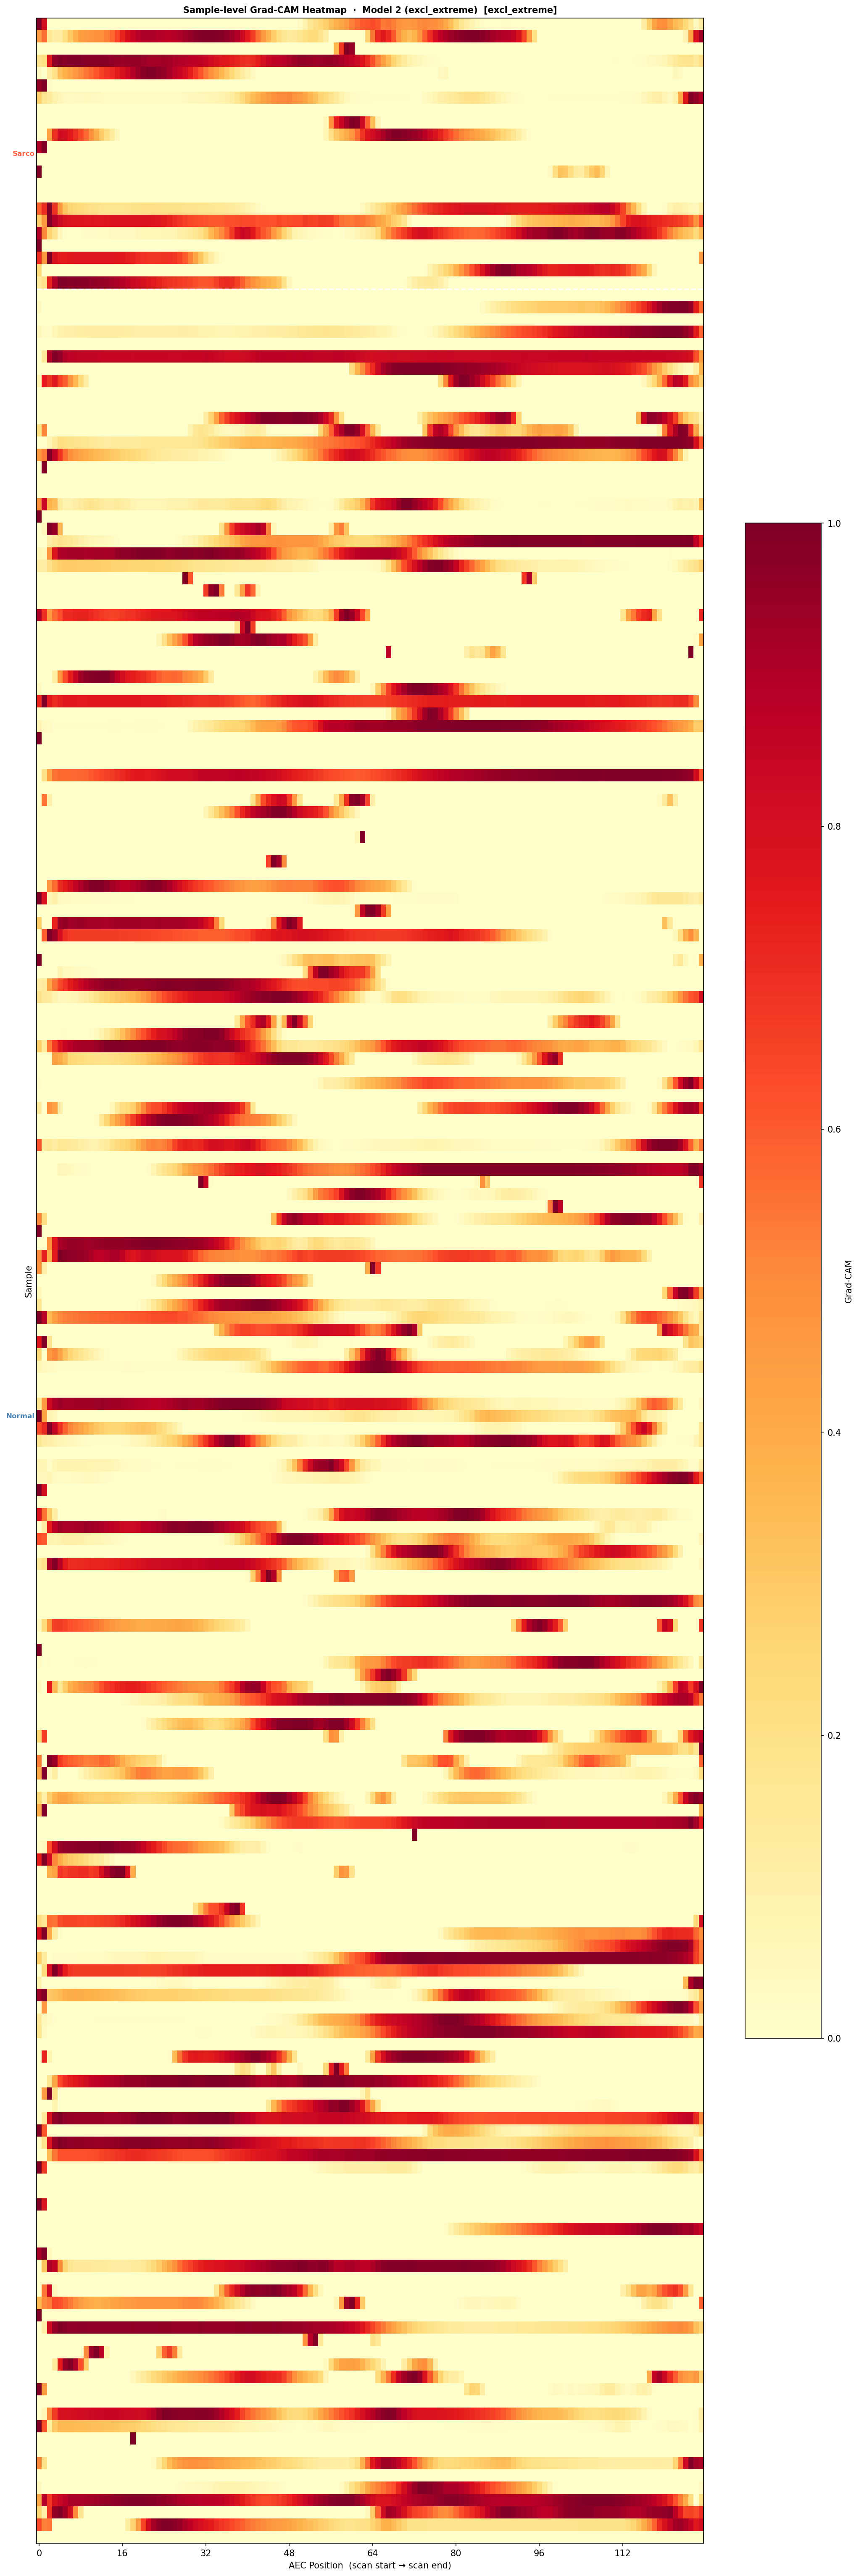 Sample-level Grad-CAM Heatmap · Model 2 (excl_extreme) [excl_extreme]
Sarco
Normal
Sample
0 16 32 48 64 80 96 112
AEC Position (scan start → scan end)
1.0
0.8
0.6
0.4
0.2
0.0
Grad-CAM